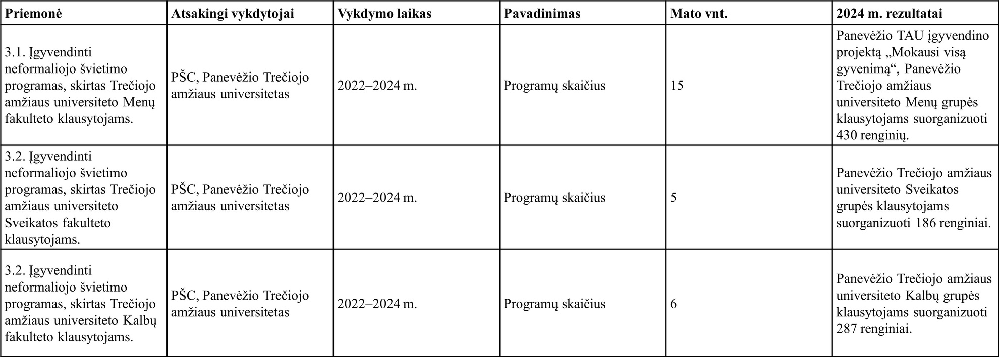 Priemonė
Atsakingi vykdytojai
Vykdymo laikas
Pavadinimas
Mato vnt.
2024 m. rezultatai
3.1. Įgyvendinti
neformaliojo švietimo
programas, skirtas Trečiojo
amžiaus universiteto Menų
fakulteto klausytojams.
PŠC, Panevėžio Trečiojo
amžiaus universitetas
2022–2024 m.
Programų skaičius
15
Panevėžio TAU įgyvendino
projektą „Mokausi visą
gyvenimą“, Panevėžio
Trečiojo amžiaus
universiteto Menų grupės
klausytojams suorganizuoti
430 renginių.
3.2. Įgyvendinti
neformaliojo švietimo
programas, skirtas Trečiojo
amžiaus universiteto
Sveikatos fakulteto
klausytojams.
PŠC, Panevėžio Trečiojo
amžiaus universitetas
2022–2024 m.
Programų skaičius
5
Panevėžio Trečiojo amžiaus
universiteto Sveikatos
grupės klausytojams
suorganizuoti 186 renginiai.
3.2. Įgyvendinti
neformaliojo švietimo
programas, skirtas Trečiojo
amžiaus universiteto Kalbų
fakulteto klausytojams.
PŠC, Panevėžio Trečiojo
amžiaus universitetas
2022–2024 m.
Programų skaičius
6
Panevėžio Trečiojo amžiaus
universiteto Kalbų grupės
klausytojams suorganizuoti
287 renginiai.